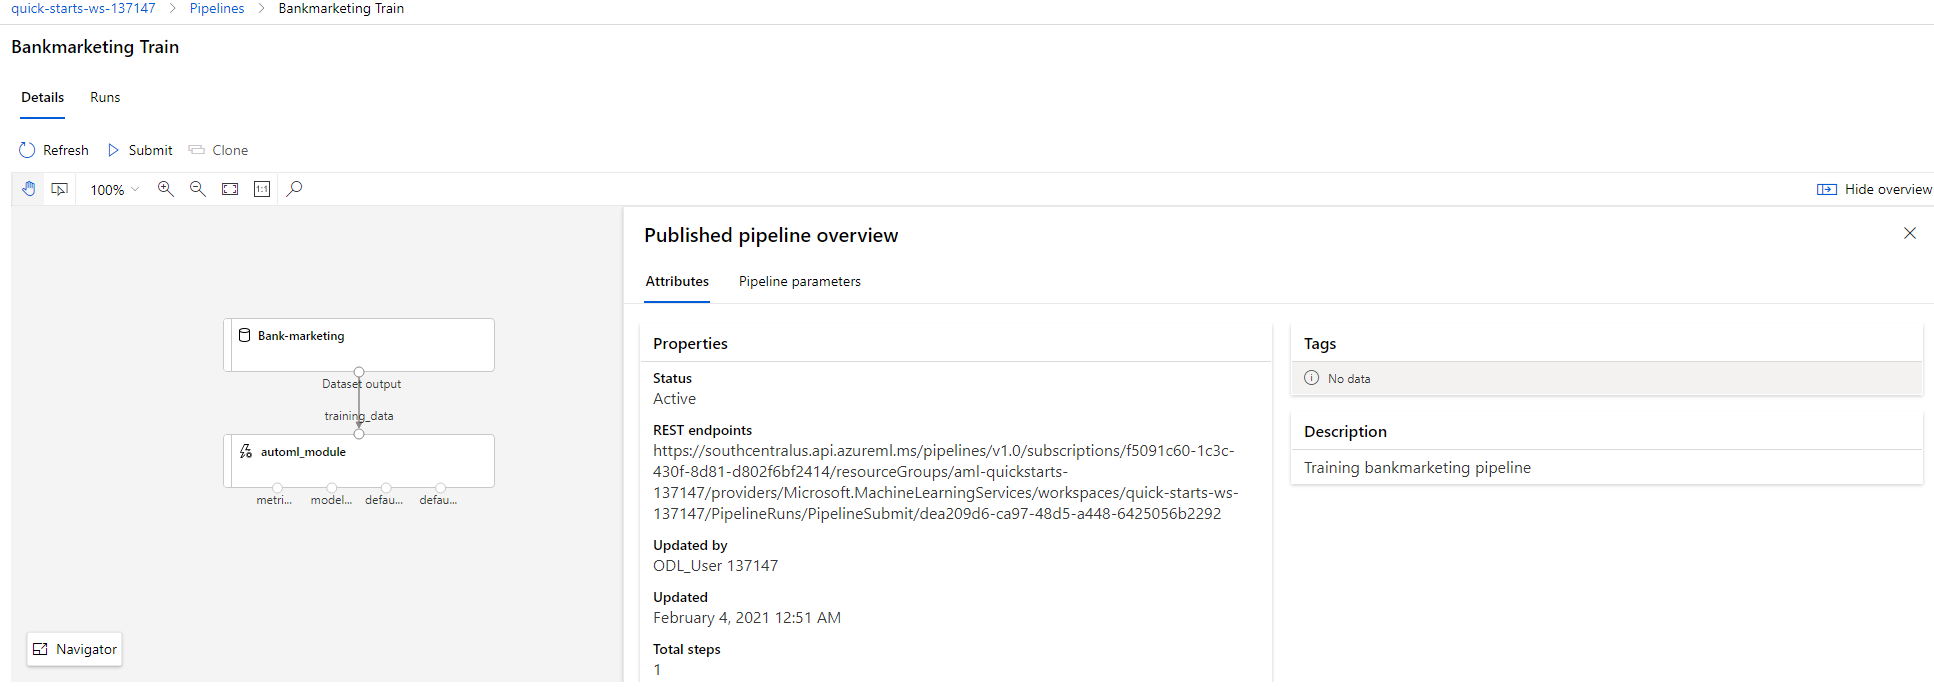 quick-starts-ws-137147 > Pipelines > Bankmarketing Train
Bankmarketing Train
Details Runs
Refresh Submit Clone
100% 1:1 Hide overview
Bank-marketing
Dataset output
training_data
automl_module
metri... model... defau... defau...
Navigator
Published pipeline overview
Attributes Pipeline parameters
Properties
Status
Active
REST endpoints
https://southcentralus.api.azureml.ms/pipelines/v1.0/subscriptions/f5091c60-1c3c-
430f-8d81-d802f6bf2414/resourceGroups/aml-quickstarts-
137147/providers/Microsoft.MachineLearningServices/workspaces/quick-starts-ws-
137147/PipelineRuns/PipelineSubmit/dea209d6-ca97-48d5-a448-6425056b2292
Updated by
ODL_User 137147
Updated
February 4, 2021 12:51 AM
Total steps
1
Tags
No data
Description
Training bankmarketing pipeline